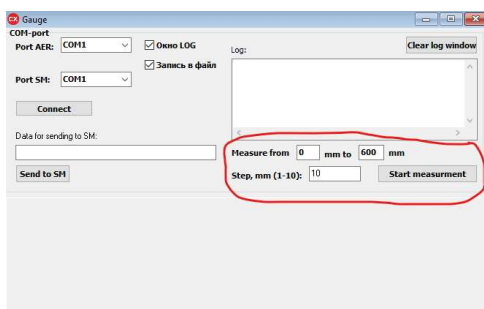 CX Gauge
COM-port
Port AER: COM1
Окно LOG
Запись в файл
Port SM: COM1
Connect
Data for sending to SM:
Send to SM
Log:
Clear log window
Measure from 0 mm to 600 mm
Step, mm (1-10): 10
Start measurment